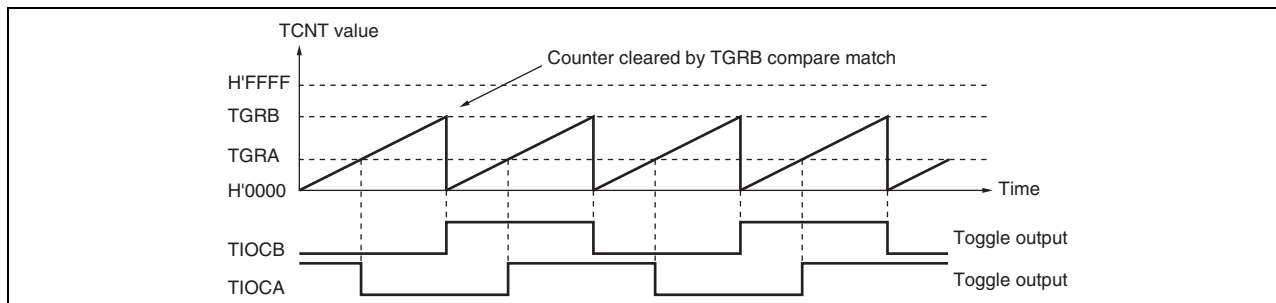 TCNT value
Counter cleared by TGRB compare match
H'FFFF
TGRB
TGRA
H'0000
Time
TIOCB
Toggle output
TIOCA
Toggle output